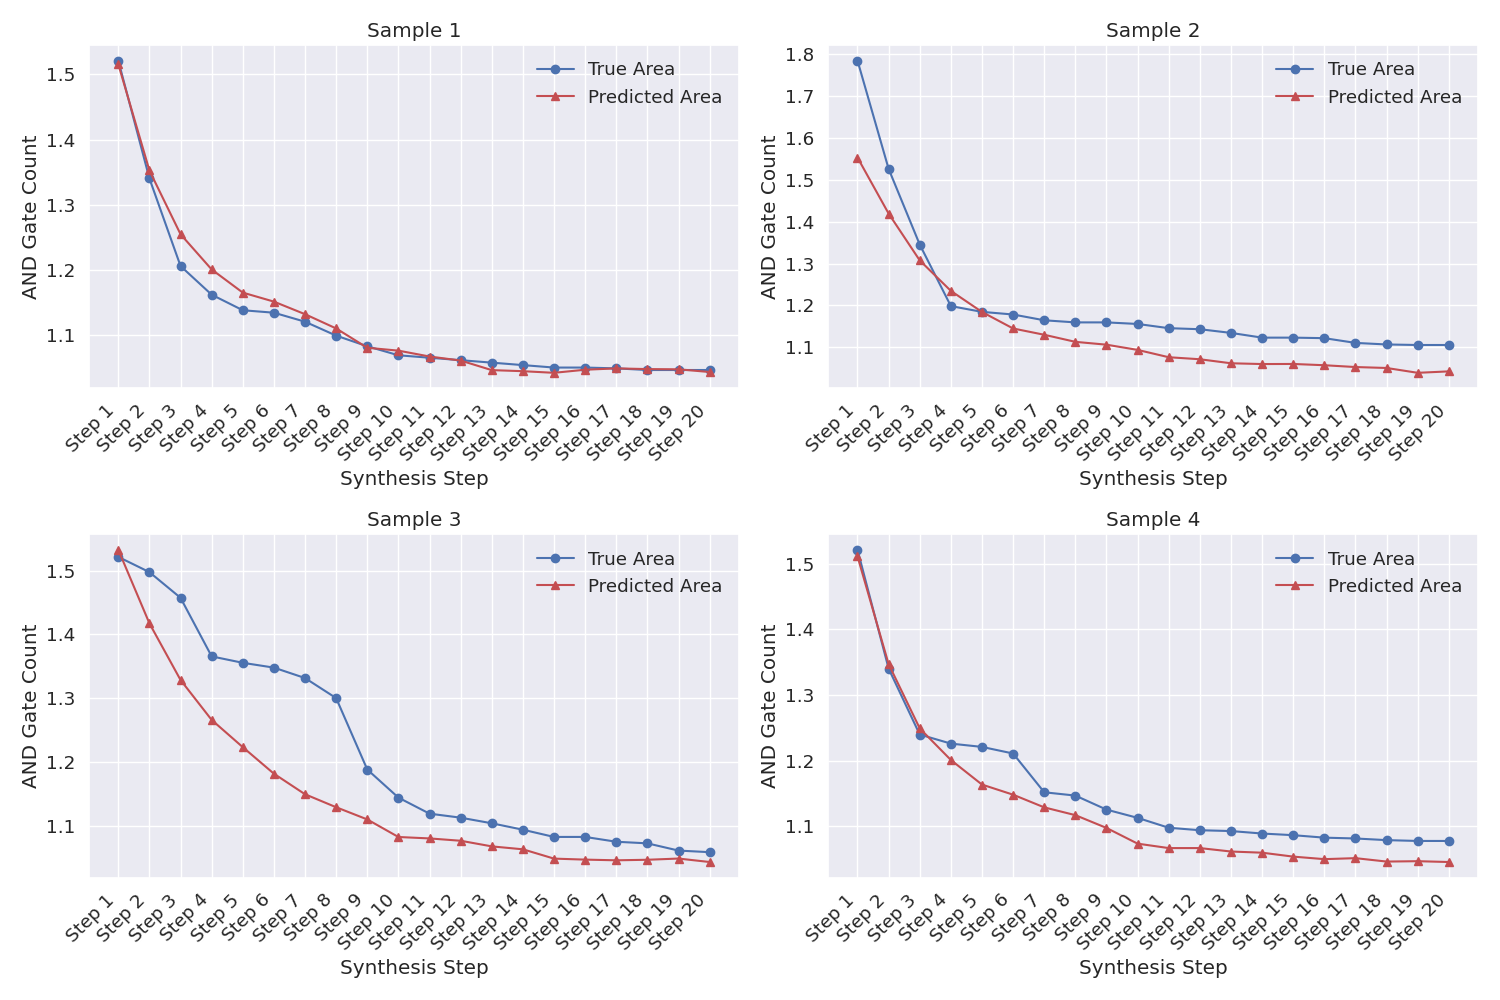 Sample 1
AND Gate Count
1.5
1.4
1.3
1.2
1.1
True Area
Predicted Area
Step 1
Step 2
Step 3
Step 4
Step 5
Step 6
Step 7
Step 8
Step 9
Step 10
Step 11
Step 12
Step 13
Step 14
Step 15
Step 16
Step 17
Step 18
Step 19
Step 20
Synthesis Step
Sample 2
AND Gate Count
1.8
1.7
1.6
1.5
1.4
1.3
1.2
1.1
True Area
Predicted Area
Step 1
Step 2
Step 3
Step 4
Step 5
Step 6
Step 7
Step 8
Step 9
Step 10
Step 11
Step 12
Step 13
Step 14
Step 15
Step 16
Step 17
Step 18
Step 19
Step 20
Synthesis Step
Sample 3
AND Gate Count
1.5
1.4
1.3
1.2
1.1
True Area
Predicted Area
Step 1
Step 2
Step 3
Step 4
Step 5
Step 6
Step 7
Step 8
Step 9
Step 10
Step 11
Step 12
Step 13
Step 14
Step 15
Step 16
Step 17
Step 18
Step 19
Step 20
Synthesis Step
Sample 4
AND Gate Count
1.5
1.4
1.3
1.2
1.1
True Area
Predicted Area
Step 1
Step 2
Step 3
Step 4
Step 5
Step 6
Step 7
Step 8
Step 9
Step 10
Step 11
Step 12
Step 13
Step 14
Step 15
Step 16
Step 17
Step 18
Step 19
Step 20
Synthesis Step